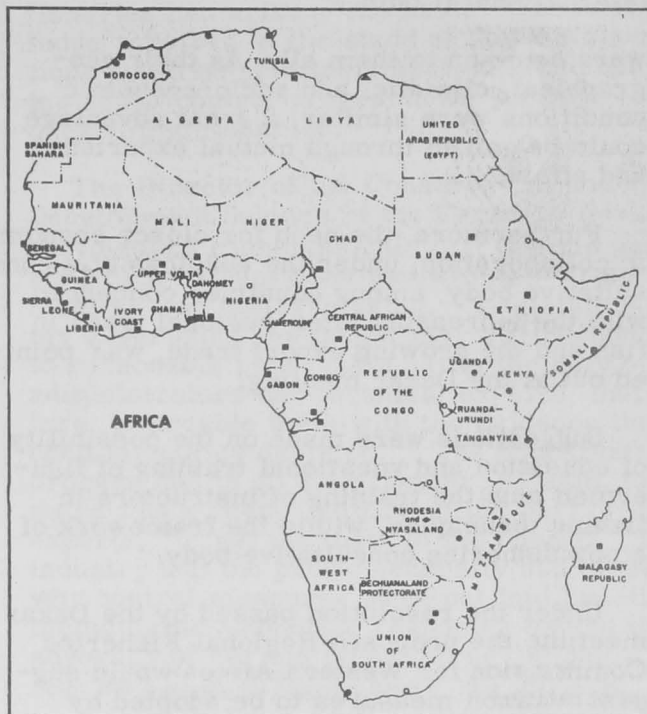 MOROCCO
TUNISIA
ALGERIA
LIBYA
UNITED
ARAB REPUBLIC
(EGYPT)
SPANISH
SAHARA
MAURITANIA
MALI
NIGER
CHAD
SUDAN
SENEGAL
GUINEA
UPPER VOLTA
DAHOMEY
TOGO
NIGERIA
SIERRA
LEONE
LIBERIA
IVORY
COAST
GHANA
CAMEROUN
CENTRAL AFRICAN
REPUBLIC
ETHIOPIA
SOMALI REPUBLIC
GABON
CONGO
REPUBLIC
OF THE
CONGO
UGANDA
KENYA
RUANDA-
URUNDI
TANGANYIKA
AFRICA
ANGOLA
RHODESIA and
NYASALAND
MOZAMBIQUE
SOUTH-
WEST
AFRICA
BECHUANALAND
PROTECTORATE
UNION
OF
SOUTH AFRICA
MALAGASY
REPUBLIC